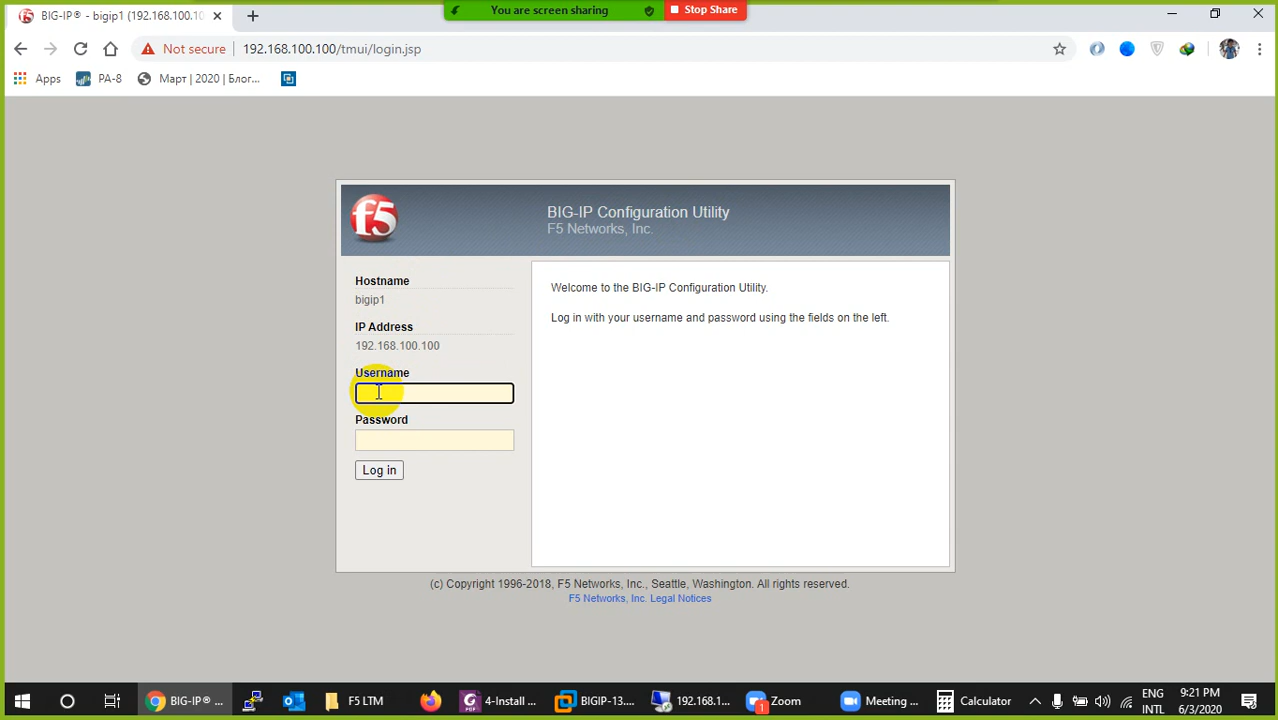 BIG-IP® - bigip1 (192.168.100.10
You are screen sharing
Stop Share
Not secure
192.168.100.100/tmui/login.jsp
Apps
PA-8
Март | 2020 | Блог...
f5
BIG-IP Configuration Utility
F5 Networks, Inc.
Hostname
bigip1
IP Address
192.168.100.100
Username
Password
Log in
Welcome to the BIG-IP Configuration Utility.
Log in with your username and password using the fields on the left.
(c) Copyright 1996-2018, F5 Networks, Inc., Seattle, Washington. All rights reserved.
F5 Networks, Inc. Legal Notices
BIG-IP® ...
F5 LTM
4-Install ...
BIGIP-13....
192.168.1...
1
Zoom
Meeting ...
Calculator
ENG
INTL
9:21 PM
6/3/2020